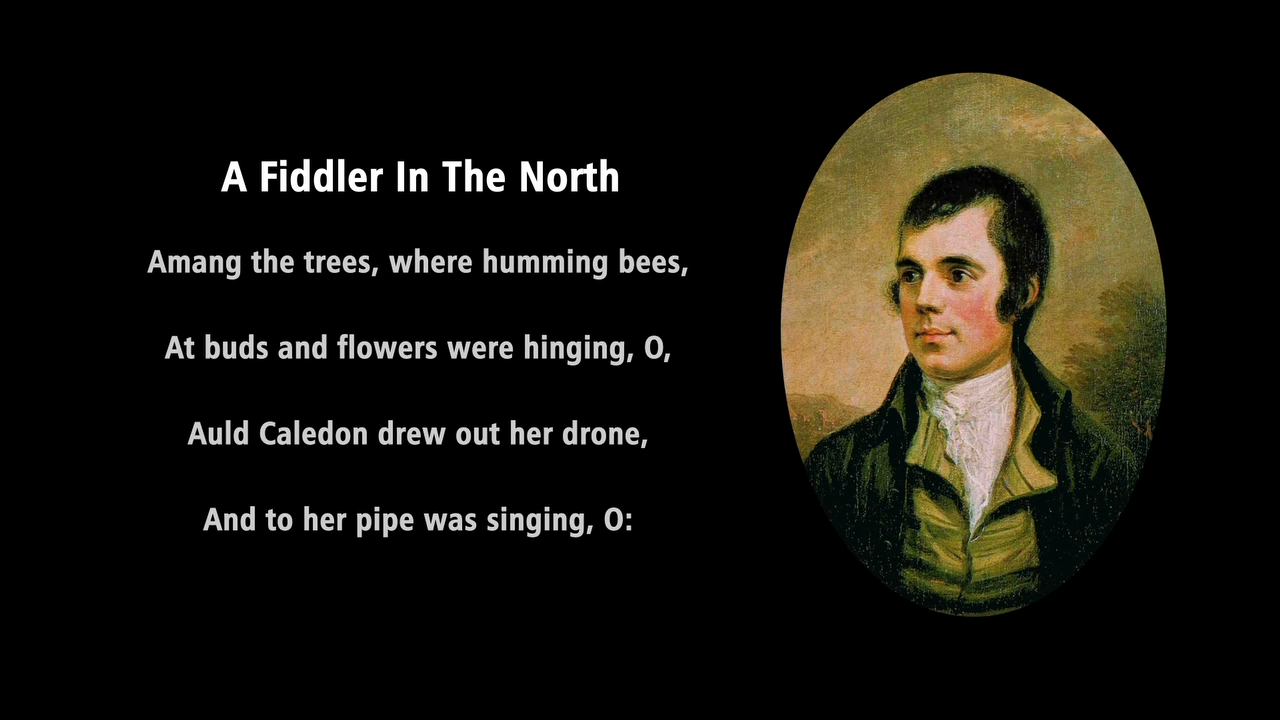 A Fiddler In The North
Amang the trees, where humming bees,
At buds and flowers were hinging, O,
Auld Caledon drew out her drone,
And to her pipe was singing, O: